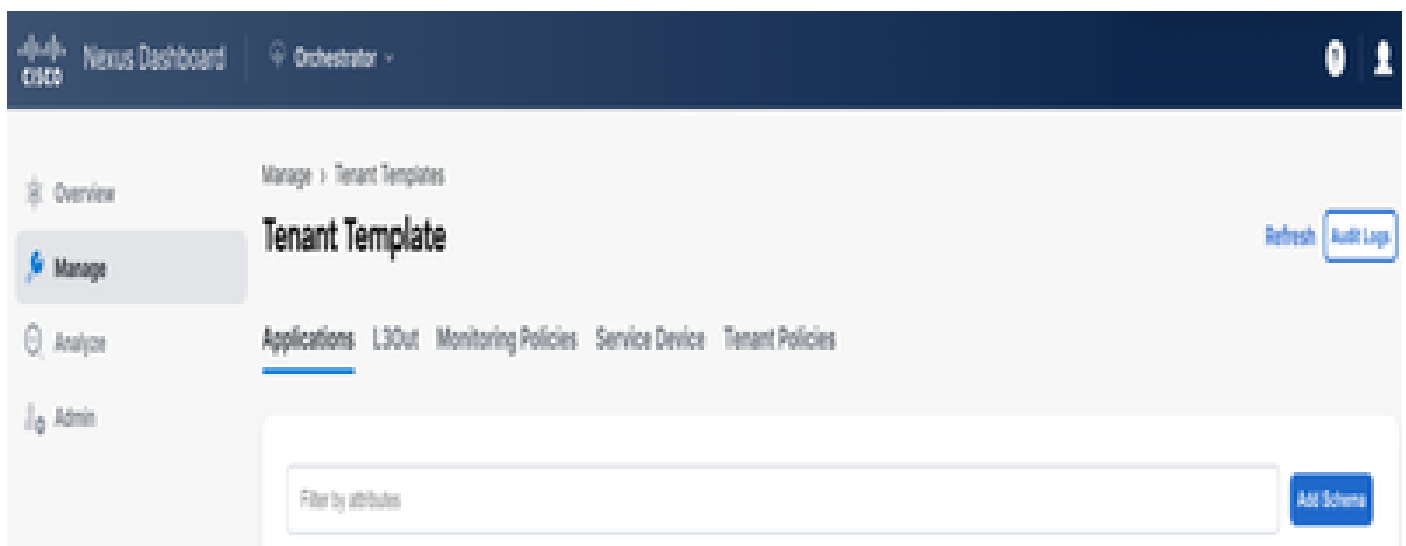 CISCO Nexus Dashboard Orchestrator
Overview
Manage
Analyze
Admin
Manage > Tenant Templates
Tenant Template
Refresh Audit Logs
Applications L3Out Monitoring Policies Service Device Tenant Policies
Filter by attributes Add Schema